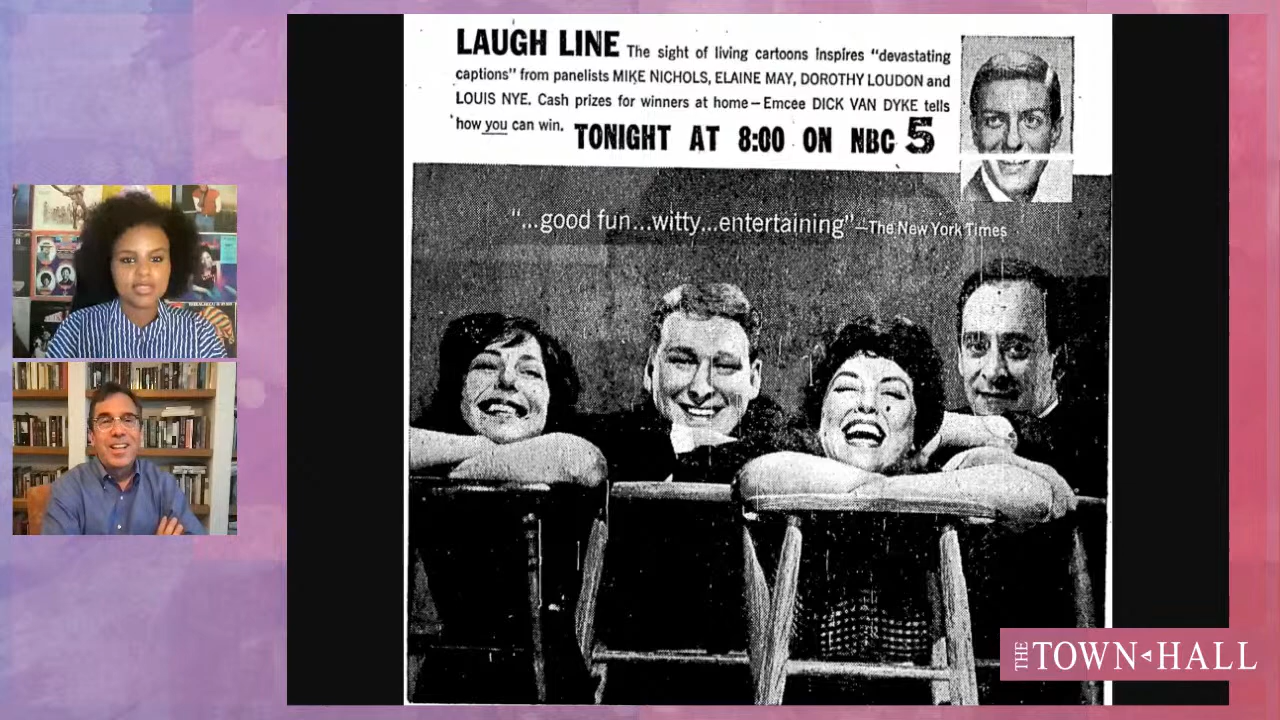 LAUGH LINE The sight of living cartoons inspires “devastating
captions” from panelists MIKE NICHOLS, ELAINE MAY, DOROTHY LOUDON and
LOUIS NYE. Cash prizes for winners at home—Emcee DICK VAN DYKE tells
how you can win. TONIGHT AT 8:00 ON NBC 5
“...good fun...witty...entertaining”—The New York Times
THE TOWN HALL